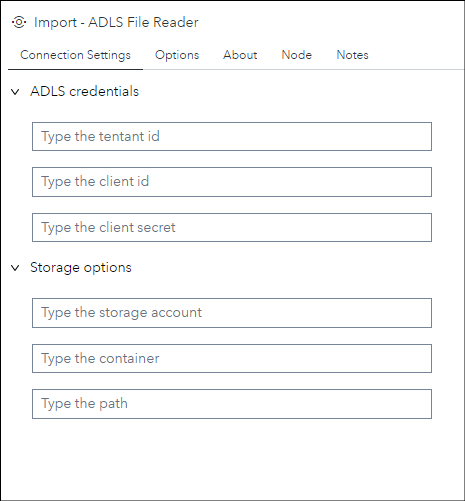 Import - ADLS File Reader
Connection Settings Options About Node Notes
ADLS credentials
Type the tentant id
Type the client id
Type the client secret
Storage options
Type the storage account
Type the container
Type the path